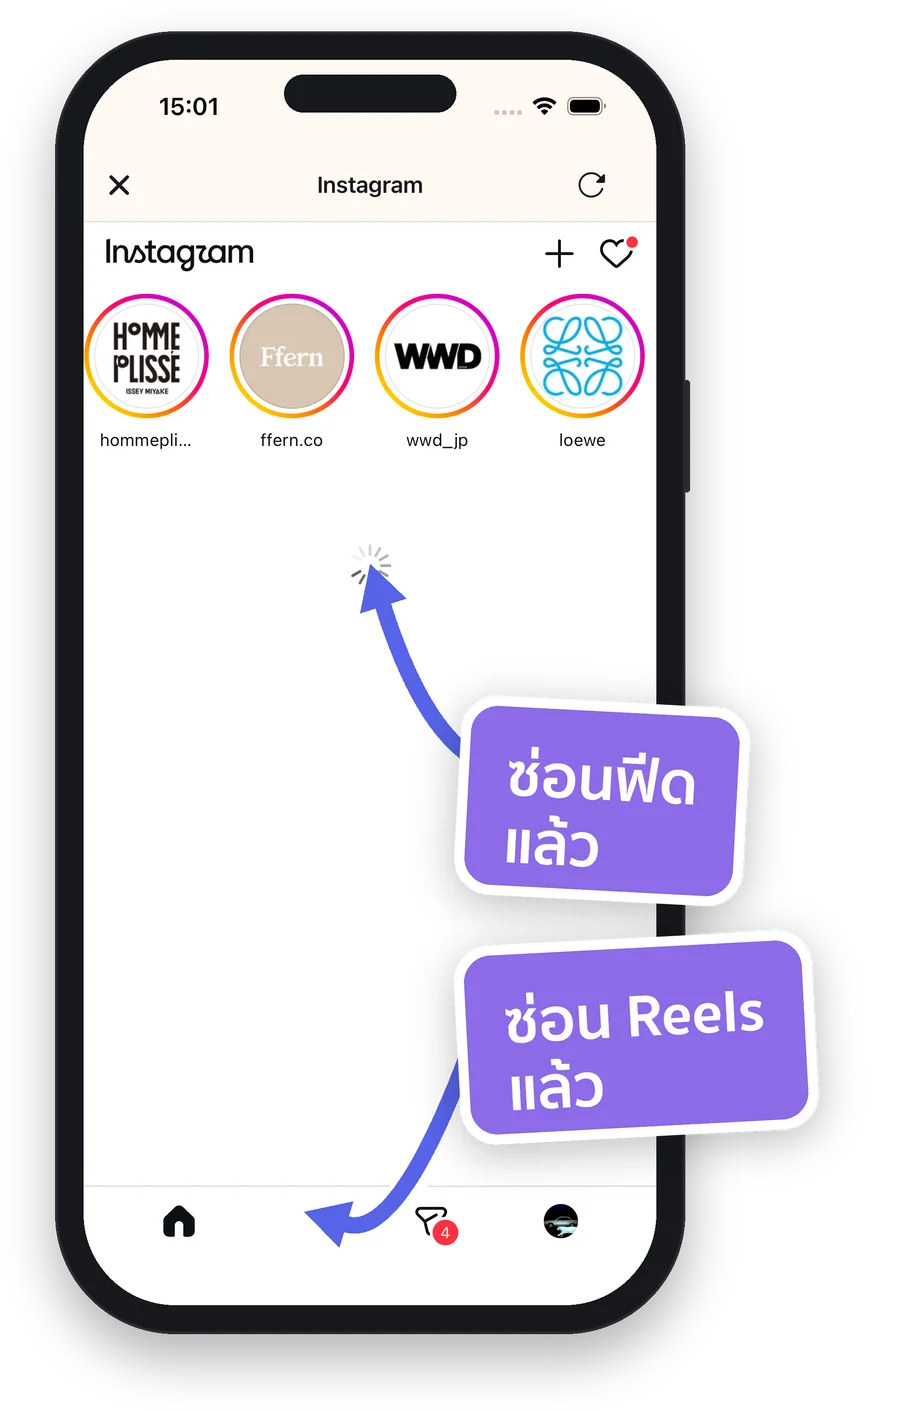 15:01
Instagram
Instagram
HOMME
PLISSÉ
ISSEY MIYAKE
Ffern
WWD
hommepli...
ffern.co
wwd_jp
loewe
ซ่อนฟีด
แล้ว
ซ่อน Reels
แล้ว
4